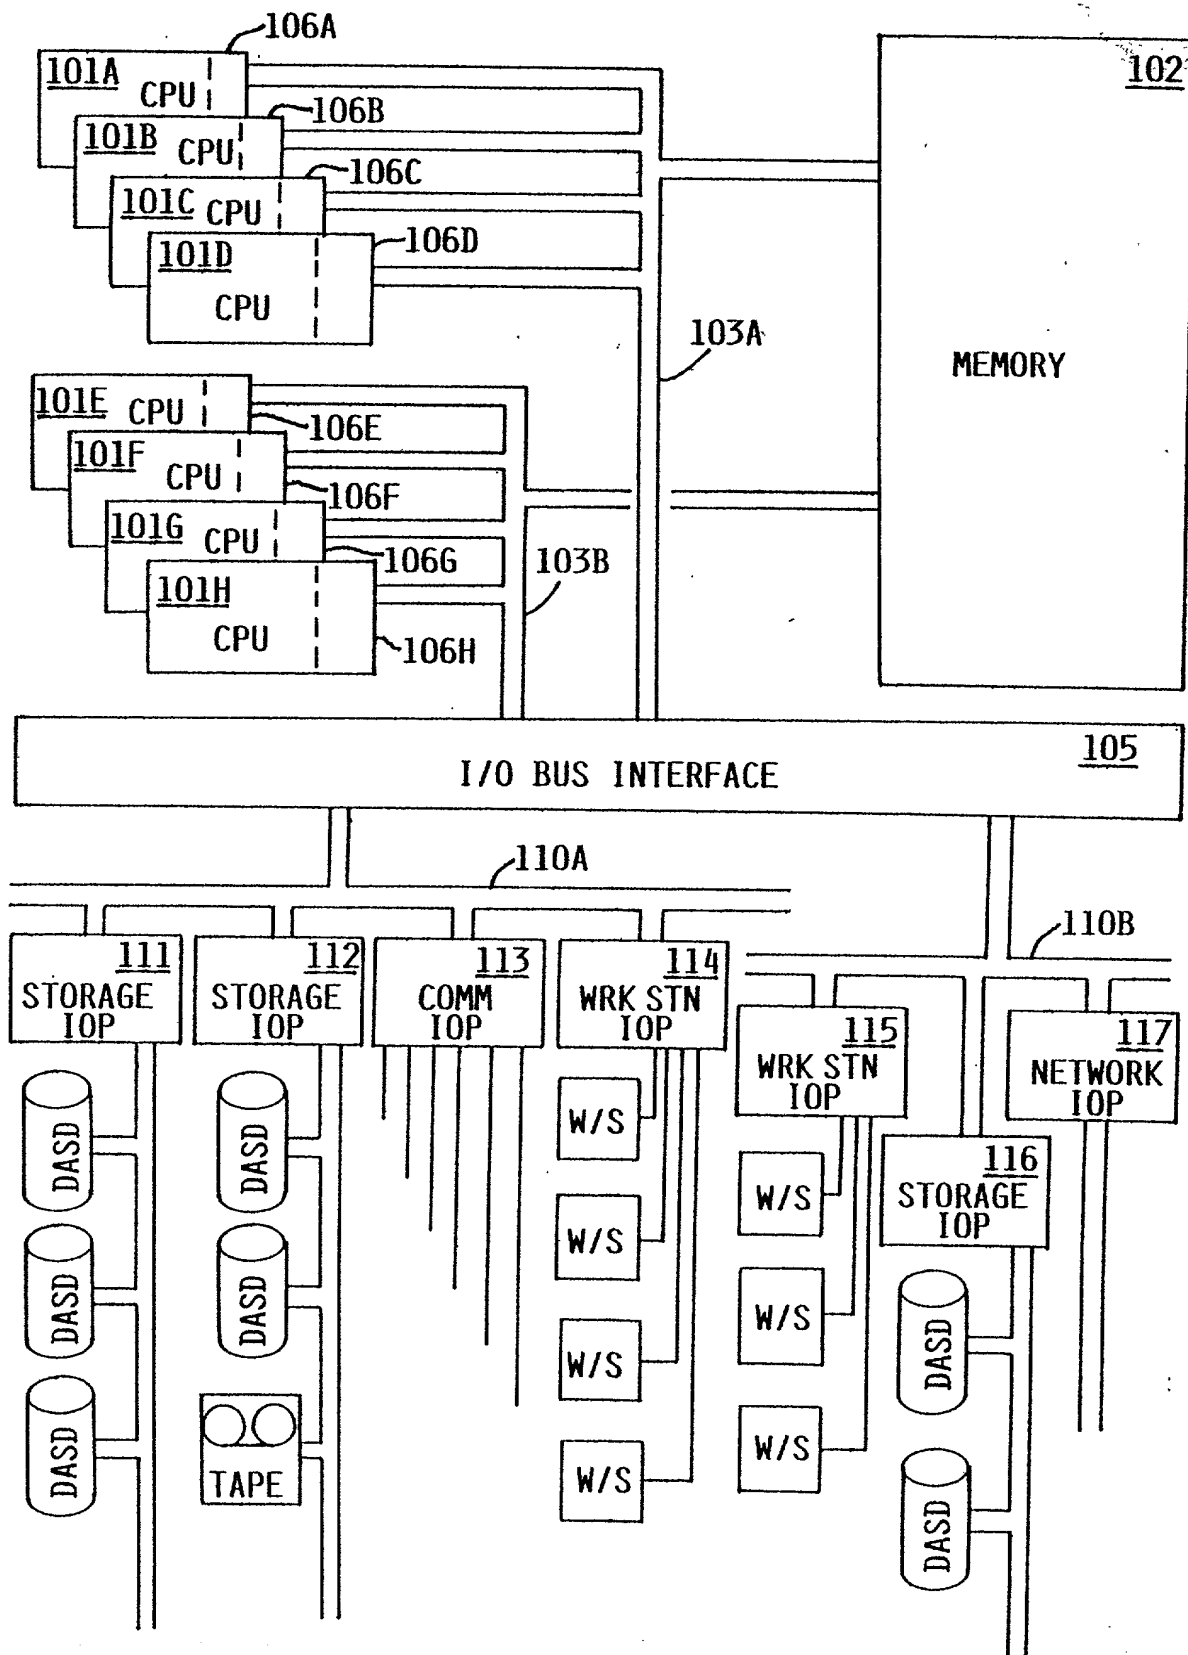 106A
101A
CPU
102
106B
101B
CPU
106C
101C
CPU
106D
101D
CPU
103A
MEMORY
101E
CPU
106E
101F
CPU
106F
101G
CPU
106G
103B
101H
CPU
106H
105
I/O BUS INTERFACE
110A
110B
111
STORAGE
IOP
112
STORAGE
IOP
113
COMM
IOP
114
WRK STN
IOP
115
WRK STN
IOP
117
NETWORK
IOP
116
STORAGE
IOP
DASD
DASD
DASD
DASD
DASD
TAPE
W/S
W/S
W/S
W/S
W/S
W/S
W/S
DASD
DASD